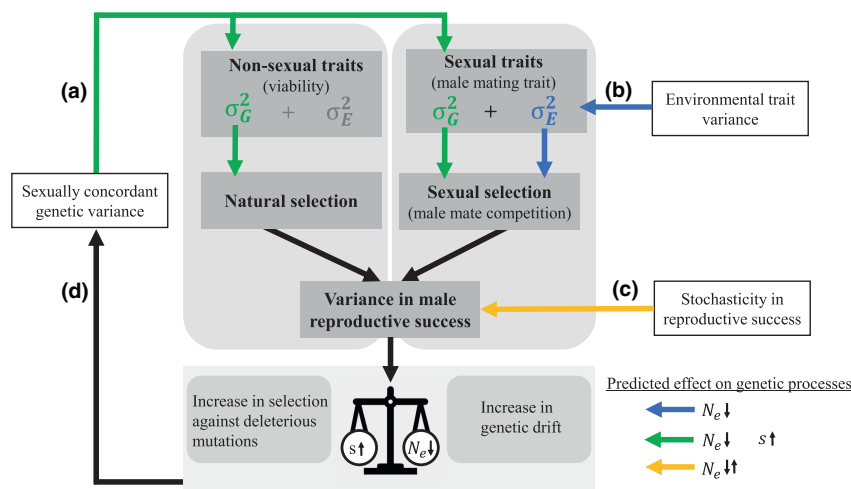 (a)
Non-sexual traits
(viability)
σ²G + σ²E
Sexual traits
(male mating trait)
σ²G + σ²E
(b)
Environmental trait
variance
Sexually concordant
genetic variance
Natural selection
Sexual selection
(male mate competition)
(d)
Variance in male
reproductive success
(c)
Stochasticity in
reproductive success
Increase in selection
against deleterious
mutations
s↑
Ne↓
Increase in
genetic drift
Predicted effect on genetic processes
Ne↓
Ne↓ s↑
Ne↓↑